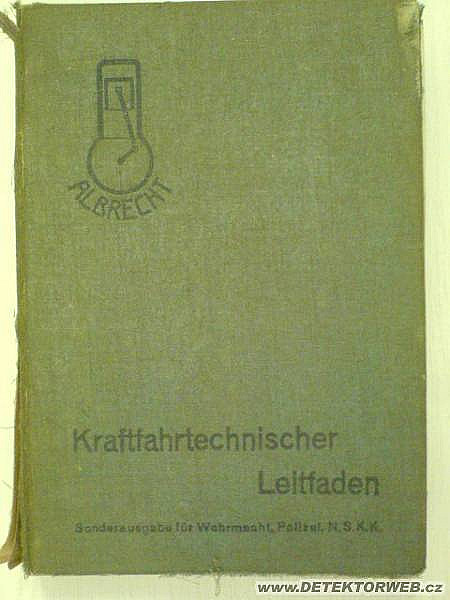 ALBRECHT
Kraftfahrtechnischer
Leitfaden
Sonderausgabe für Wehrmacht, Polizei, N.S.K.K.
www.DETEKTORWEB.cz